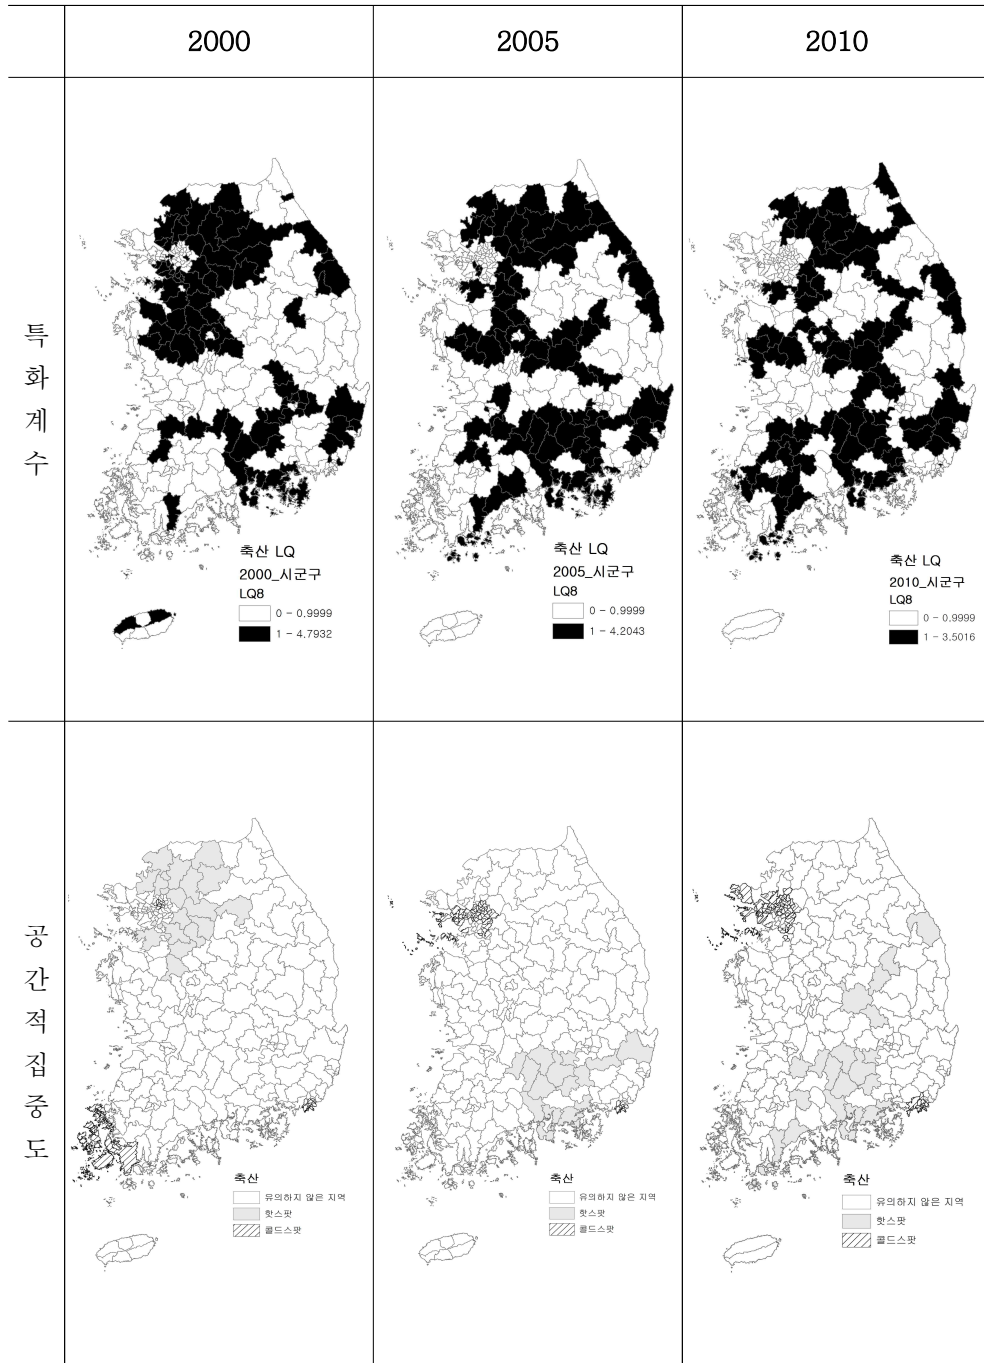 2000
2005
2010
특화계수
축산 LQ
2000_시군구
LQ8
0 - 0.9999
1 - 4.7932
축산 LQ
2005_시군구
LQ8
0 - 0.9999
1 - 4.2043
축산 LQ
2010_시군구
LQ8
0 - 0.9999
1 - 3.5016
공간적집중도
축산
유의하지 않은 지역
핫스팟
콜드스팟
축산
유의하지 않은 지역
핫스팟
콜드스팟
축산
유의하지 않은 지역
핫스팟
콜드스팟